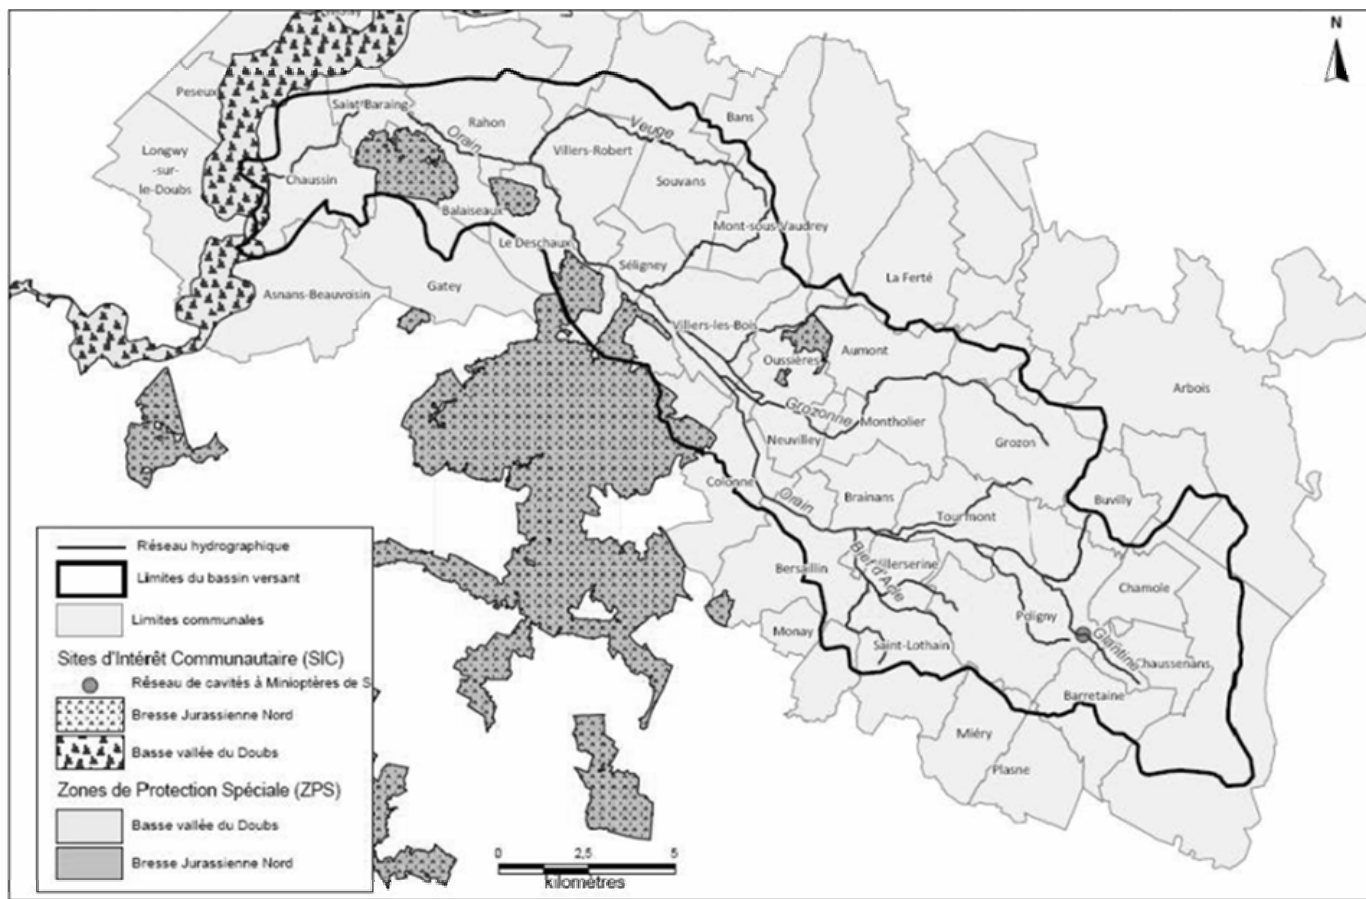 N
Peseux
Saint Baraing
Rahon
Orain
Veuge
Bans
Longwy
-sur-
le-Doubs
Villers-Robert
Chaussin
Souvans
Balaiseaux
Mont-sous-Vaudrey
Le Deschaux
Séligney
La Ferté
Gatey
Asnans-Beauvoisin
Villers-les-Bois
Oussières
Aumont
Arbois
Grozonne
Montholier
Neuvilley
Grozon
Colonne
Orain
Brainans
Buvilly
Tourmont
Bersaillin
Bief d'Acle
Villerserine
Chamole
Poligny
Monay
Glantine
Saint-Lothain
Chaussenans
Barretaine
Miéry
Plasne
Réseau hydrographique
Limites du bassin versant
Limites communales
Sites d'Intérêt Communautaire (SIC)
Réseau de cavités à Minioptères de S
Bresse Jurassienne Nord
Basse vallée du Doubs
Zones de Protection Spéciale (ZPS)
Basse vallée du Doubs
Bresse Jurassienne Nord
0 2,5 5
kilomètres